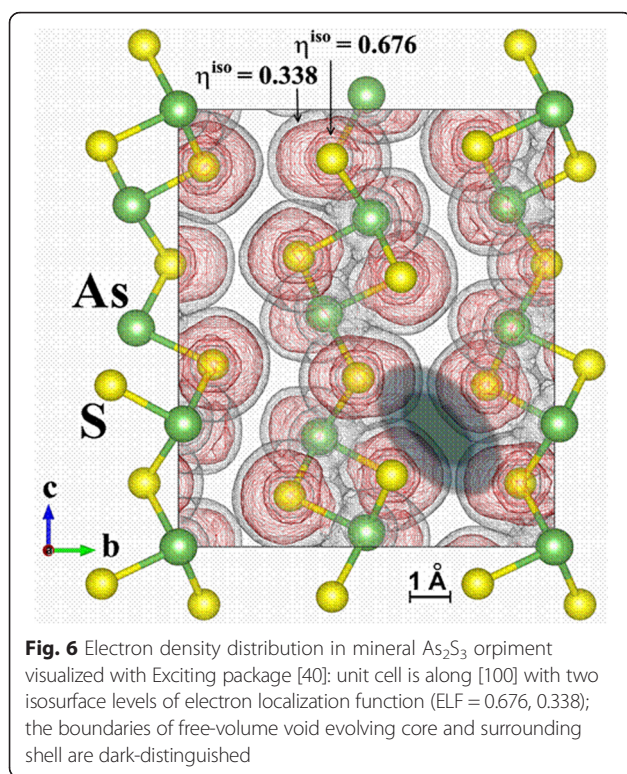 η^iso = 0.676
η^iso = 0.338
As
S
c
b
1 Å
Fig. 6 Electron density distribution in mineral As₂S₃ orpiment
visualized with Exciting package [40]: unit cell is along [100] with two
isosurface levels of electron localization function (ELF = 0.676, 0.338);
the boundaries of free-volume void evolving core and surrounding
shell are dark-distinguished